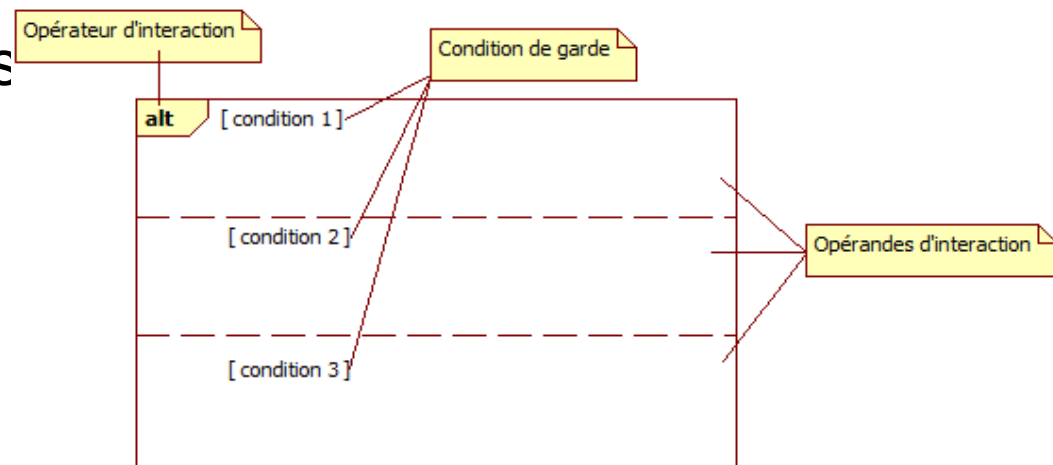 Opérateur d'interaction
s
Condition de garde
alt [ condition 1 ]
[ condition 2 ]
Opérandes d'interaction
[ condition 3 ]